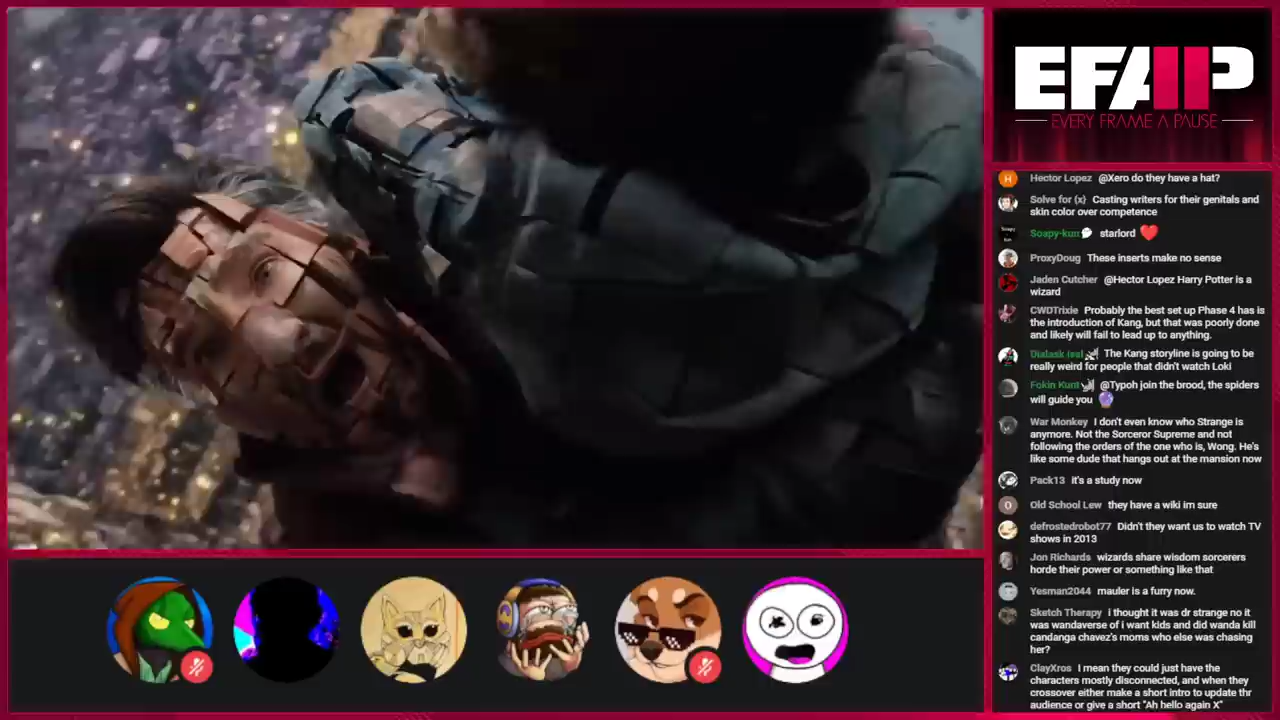 EFAP
EVERY FRAME A PAUSE
Hector Lopez @Xero do they have a hat?
Solve for {x} Casting writers for their genitals and
skin color over competence
Soapy-kun starlord
ProxyDoug These inserts make no sense
Jaden Cutcher @Hector Lopez Harry Potter is a
wizard
CWDTrixie Probably the best set up Phase 4 has is
the introduction of Kang, but that was poorly done
and likely will fail to lead up to anything.
The Kang storyline is going to be
really weird for people that didn't watch Loki
Fokin Kunt @Typoh join the brood, the spiders
will guide you
War Monkey I don't even know who Strange is
anymore. Not the Sorceror Supreme and not
following the orders of the one who is, Wong. He's
like some dude that hangs out at the mansion now
Pack13 it's a study now
Old School Lew they have a wiki im sure
defrostedrobot77 Didn't they want us to watch TV
shows in 2013
Jon Richards wizards share wisdom sorcerers
horde their power or something like that
Yesman2044 mauler is a furry now.
Sketch Therapy i thought it was dr strange no it
was wandaverse of i want kids and did wanda kill
candanga chavez's moms who else was chasing
her?
ClayXros I mean they could just have the
characters mostly disconnected, and when they
crossover either make a short intro to update thr
audience or give a short "Ah hello again X"